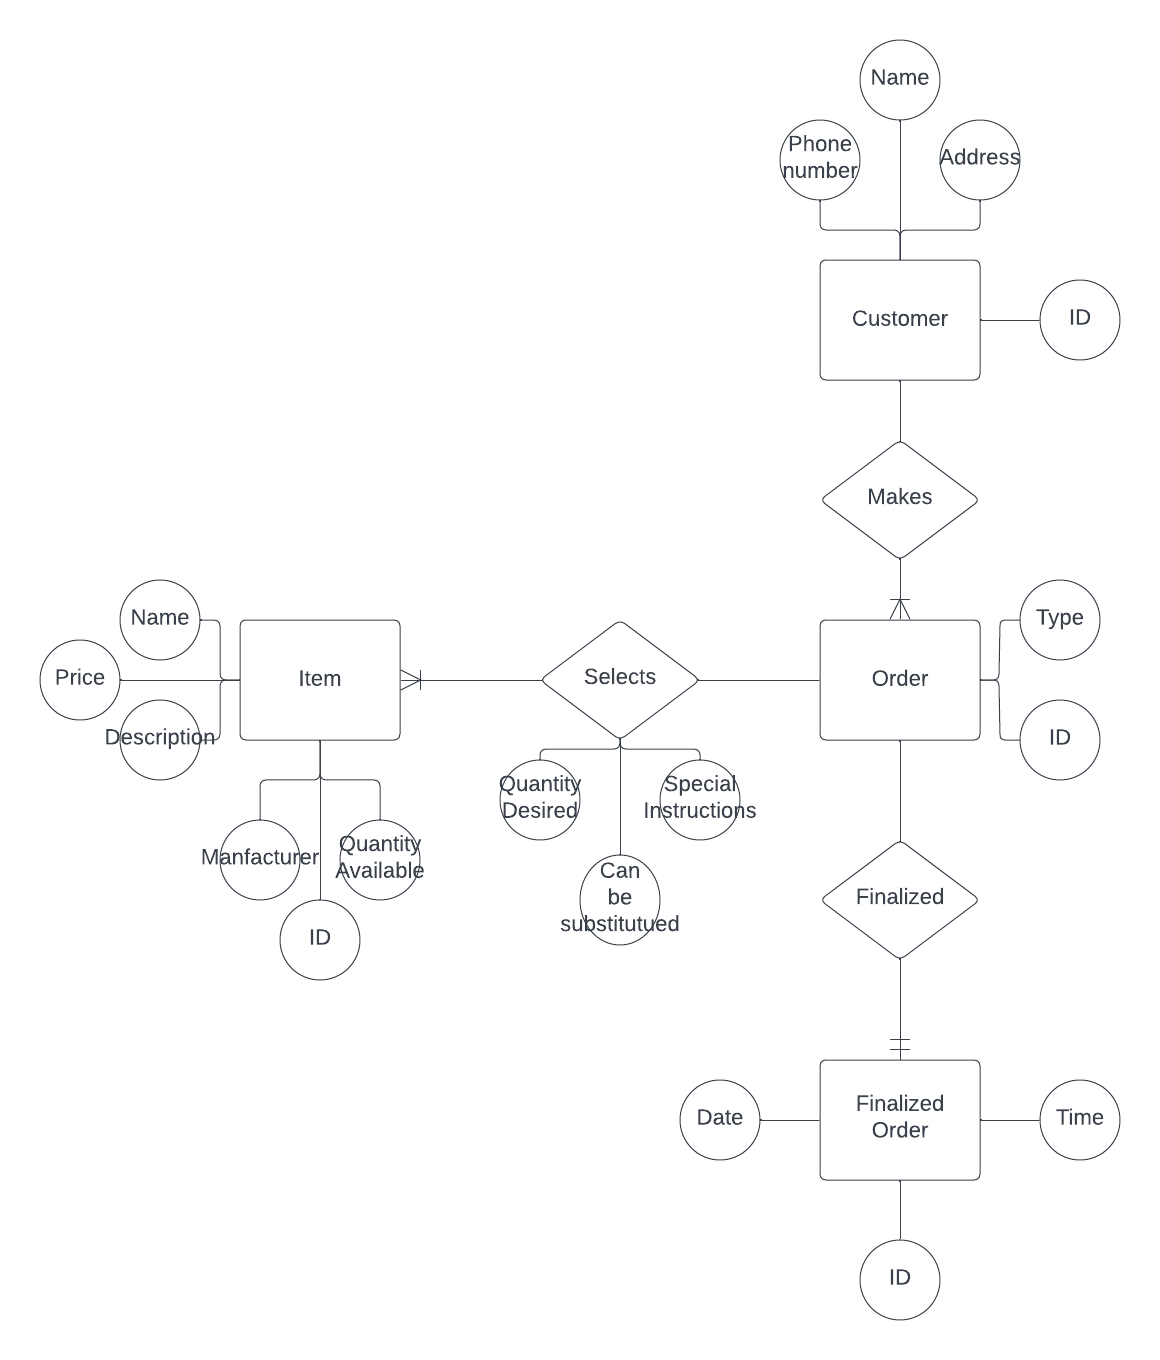 Name
Phone
number
Address
Customer
ID
Makes
Name
Price
Description
Item
Selects
Order
Type
ID
Manfacturer
Quantity
Available
ID
Quantity
Desired
Special
Instructions
Can
be
substitutued
Finalized
Date
Finalized
Order
Time
ID